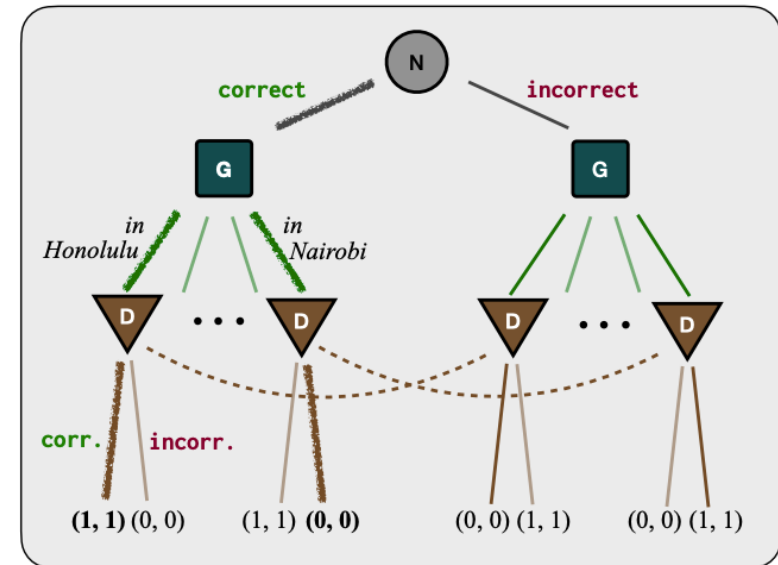 N
correct
incorrect
G
G
in
Honolulu
in
Nairobi
D
• • •
D
D
• • •
D
corr.
incorr.
(1, 1) (0, 0)
(1, 1) (0, 0)
(0, 0) (1, 1)
(0, 0) (1, 1)